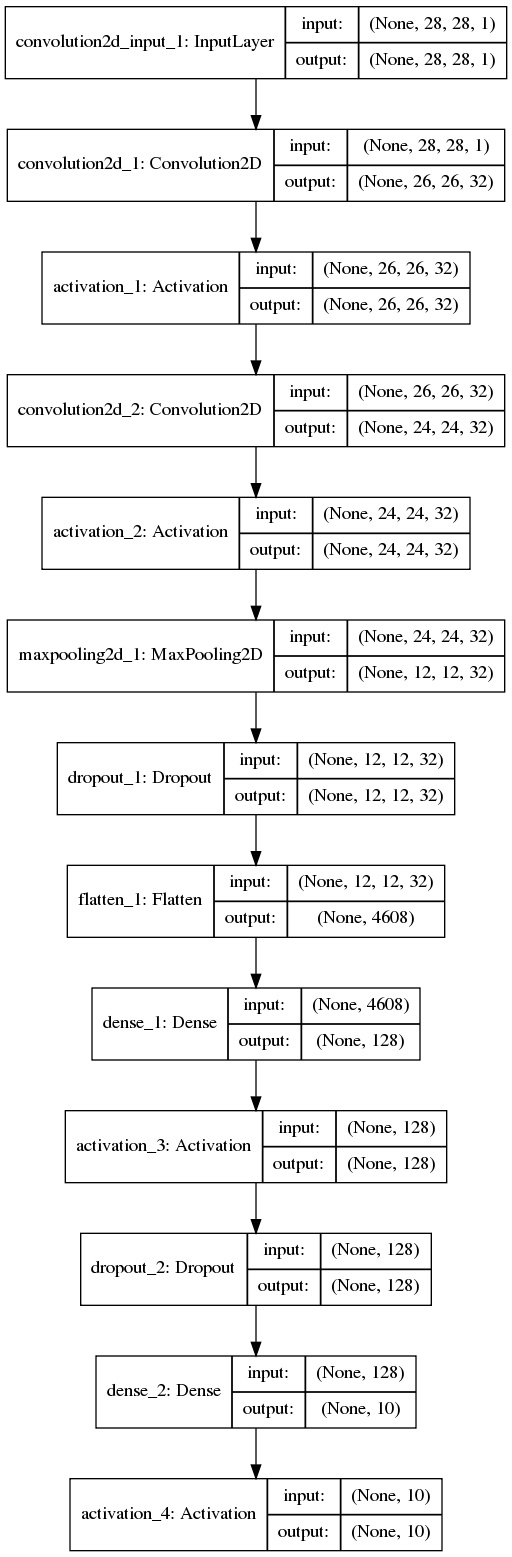 convolution2d_input_1: InputLayer
input: (None, 28, 28, 1)
output: (None, 28, 28, 1)
convolution2d_1: Convolution2D
input: (None, 28, 28, 1)
output: (None, 26, 26, 32)
activation_1: Activation
input: (None, 26, 26, 32)
output: (None, 26, 26, 32)
convolution2d_2: Convolution2D
input: (None, 26, 26, 32)
output: (None, 24, 24, 32)
activation_2: Activation
input: (None, 24, 24, 32)
output: (None, 24, 24, 32)
maxpooling2d_1: MaxPooling2D
input: (None, 24, 24, 32)
output: (None, 12, 12, 32)
dropout_1: Dropout
input: (None, 12, 12, 32)
output: (None, 12, 12, 32)
flatten_1: Flatten
input: (None, 12, 12, 32)
output: (None, 4608)
dense_1: Dense
input: (None, 4608)
output: (None, 128)
activation_3: Activation
input: (None, 128)
output: (None, 128)
dropout_2: Dropout
input: (None, 128)
output: (None, 128)
dense_2: Dense
input: (None, 128)
output: (None, 10)
activation_4: Activation
input: (None, 10)
output: (None, 10)